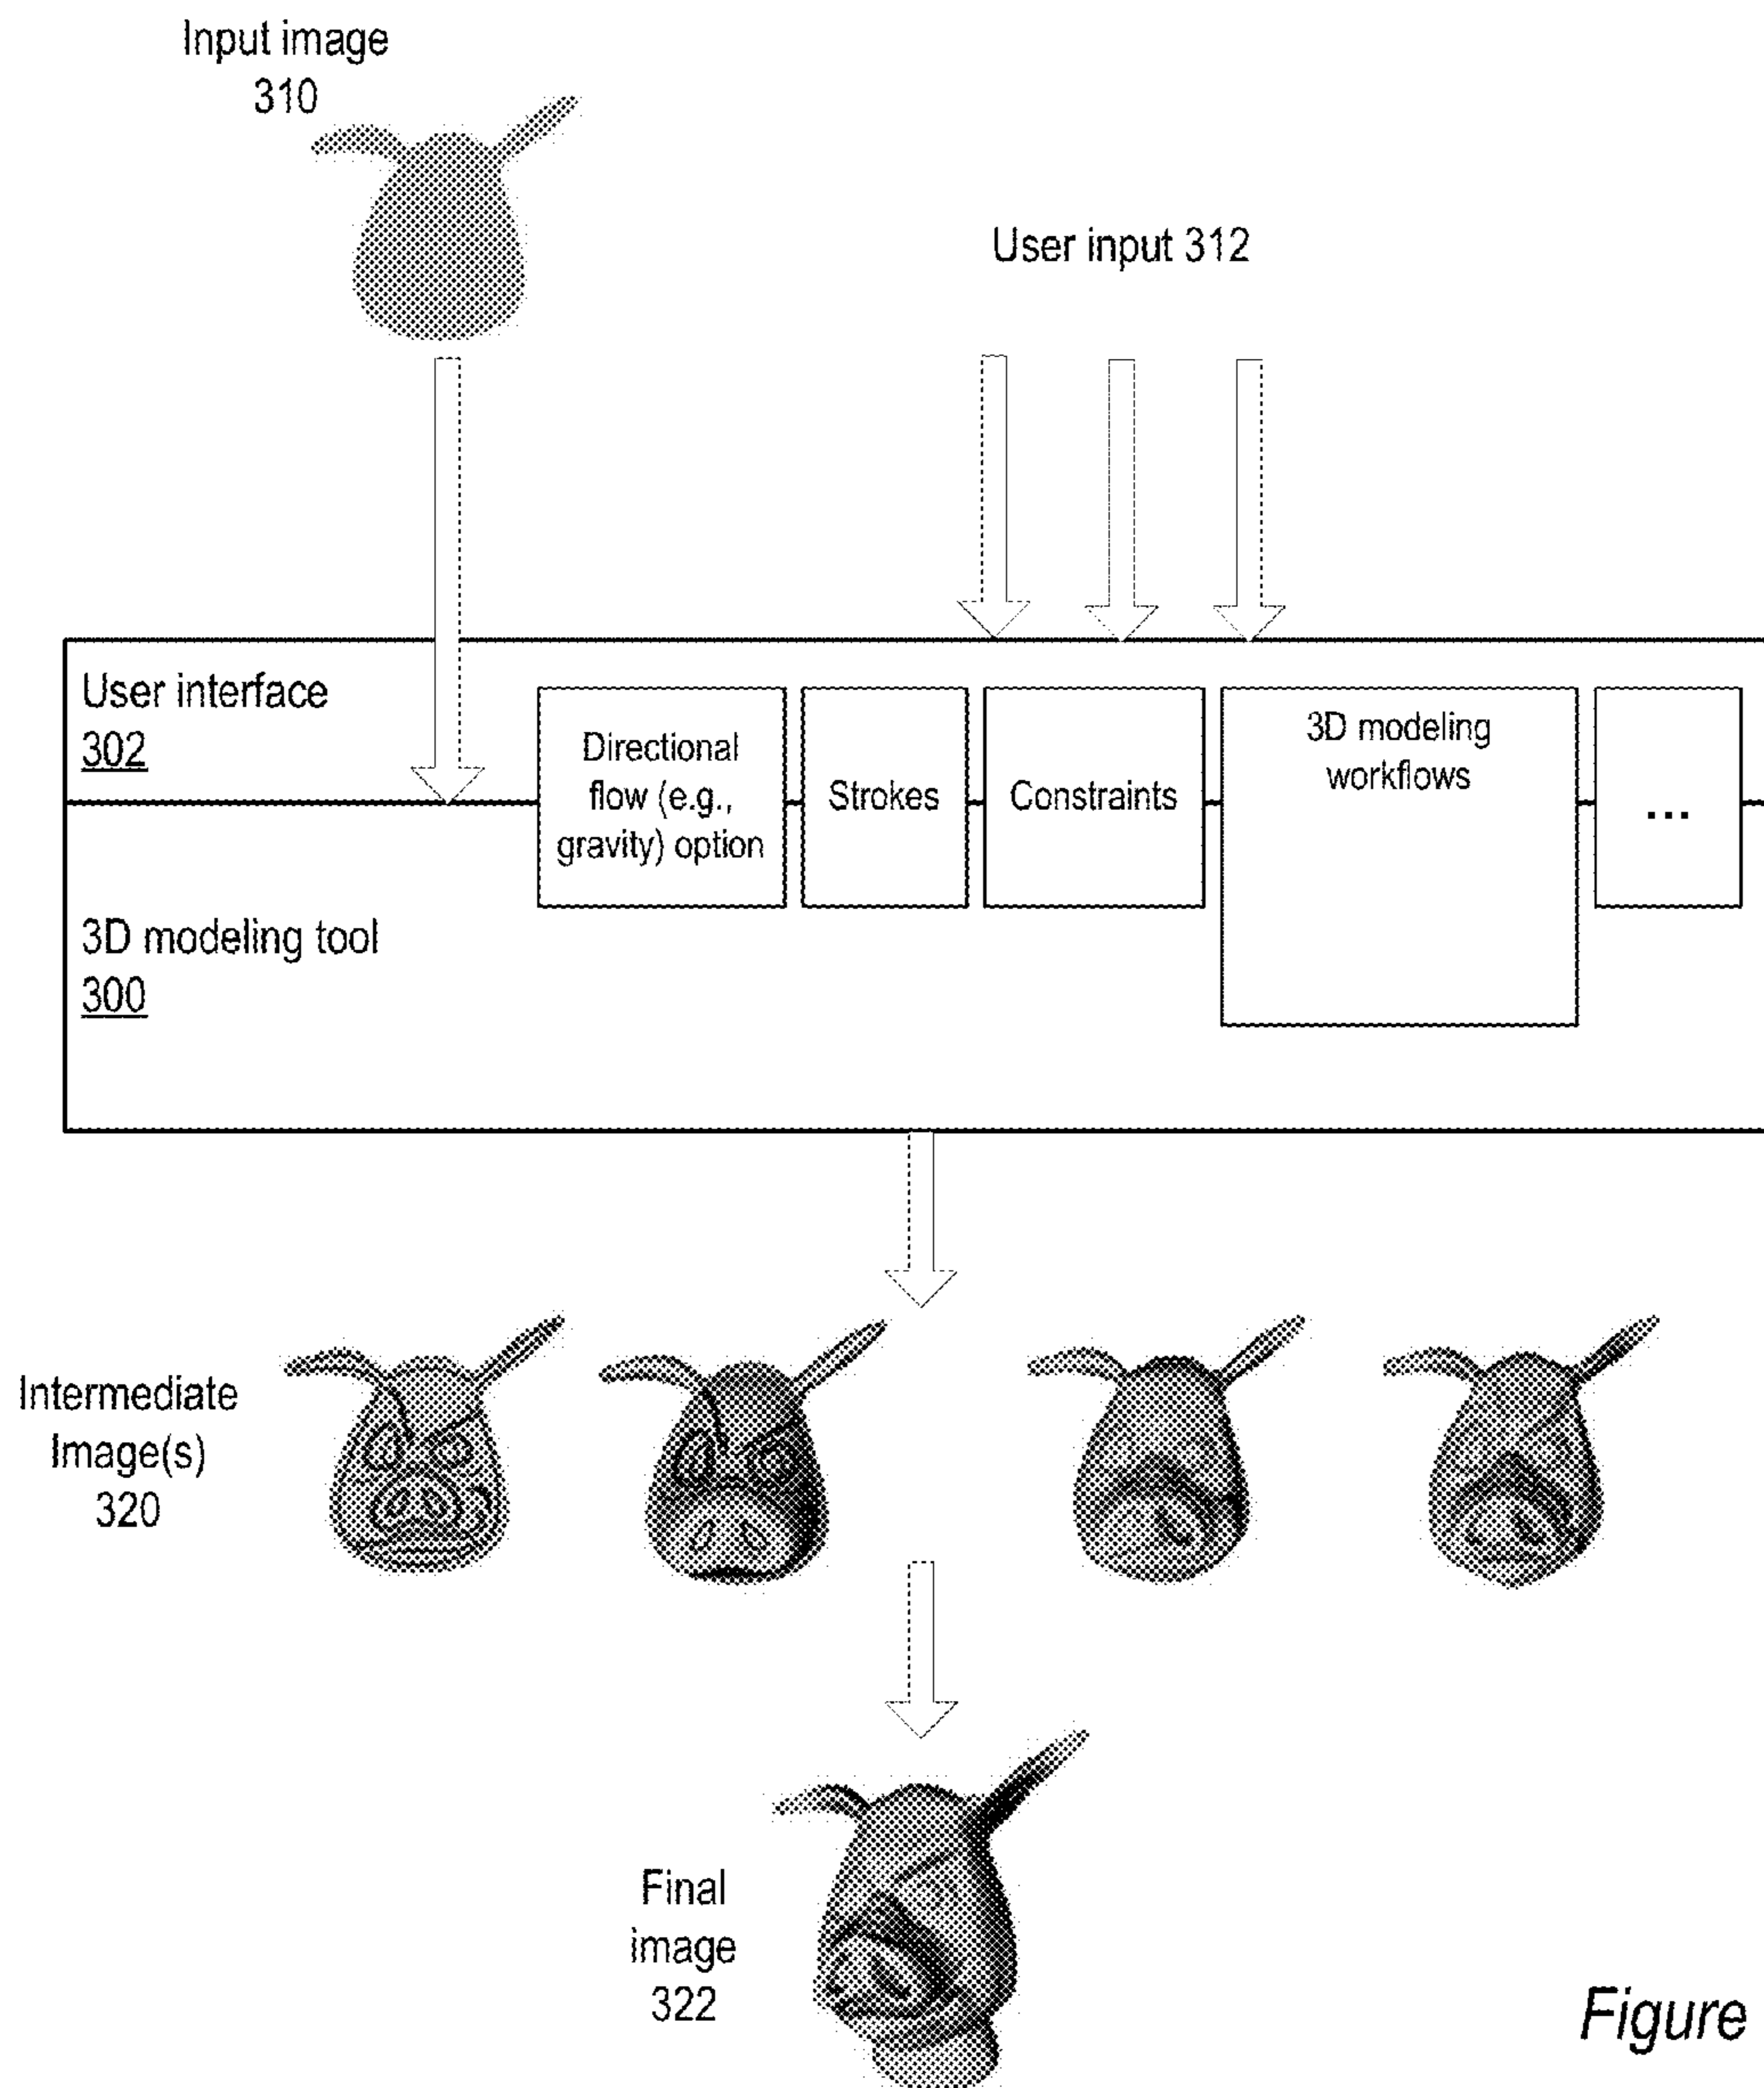 Input image
310
User input 312
User interface
302
Directional
flow (e.g.,
gravity) option
Strokes
Constraints
3D modeling
workflows
...
3D modeling tool
300
Intermediate
Image(s)
320
Final
image
322
Figure